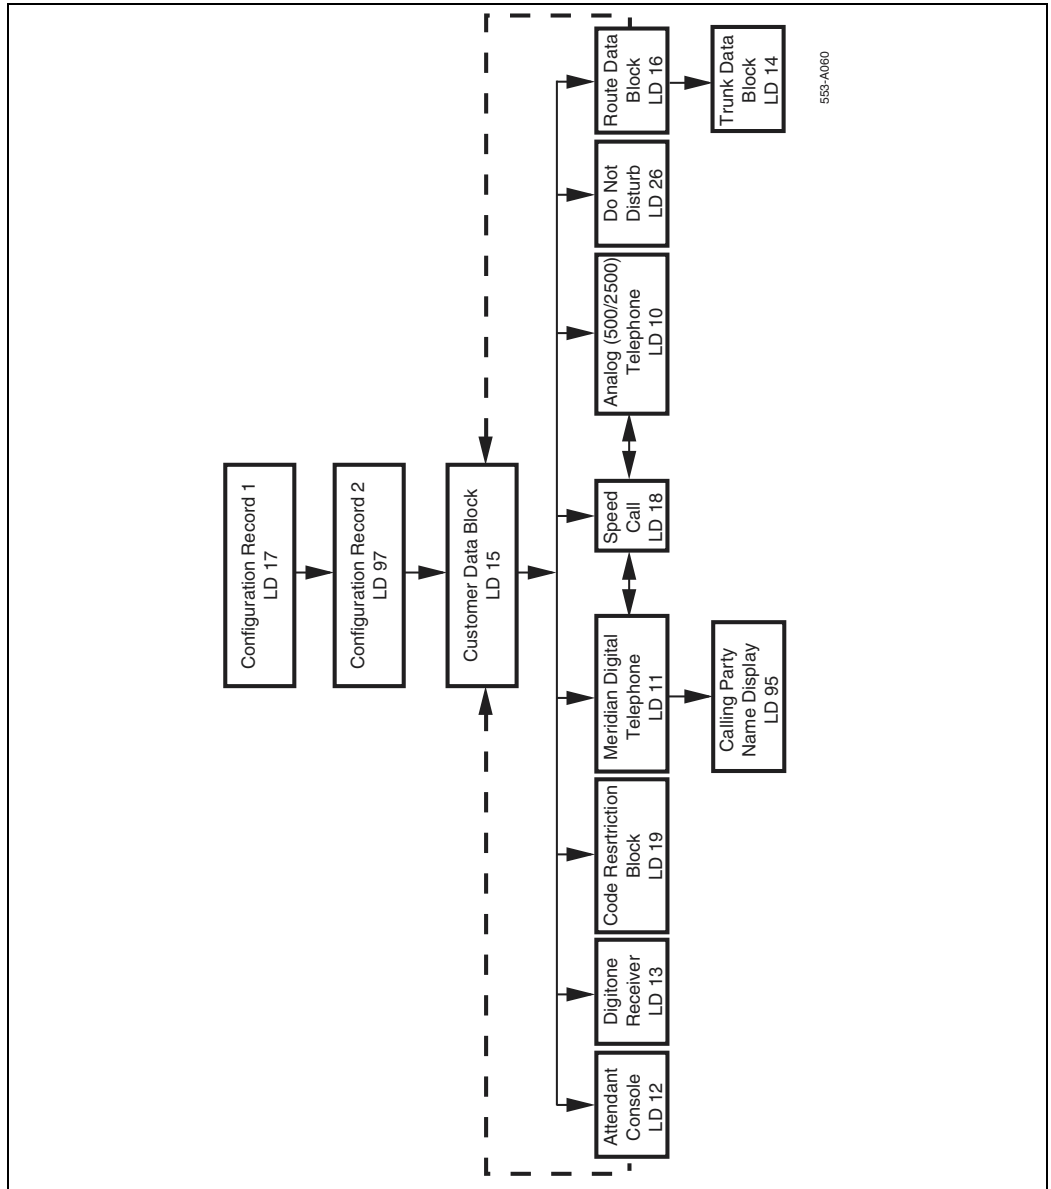 Configuration Record 1
LD 17
Configuration Record 2
LD 97
Customer Data Block
LD 15
Attendant
Console
LD 12
Digitone
Receiver
LD 13
Code Resrtriction
Block
LD 19
Meridian Digital
Telephone
LD 11
Speed
Call
LD 18
Analog (500/2500)
Telephone
LD 10
Do Not
Disturb
LD 26
Route Data
Block
LD 16
Calling Party
Name Display
LD 95
Trunk Data
Block
LD 14
553-A060